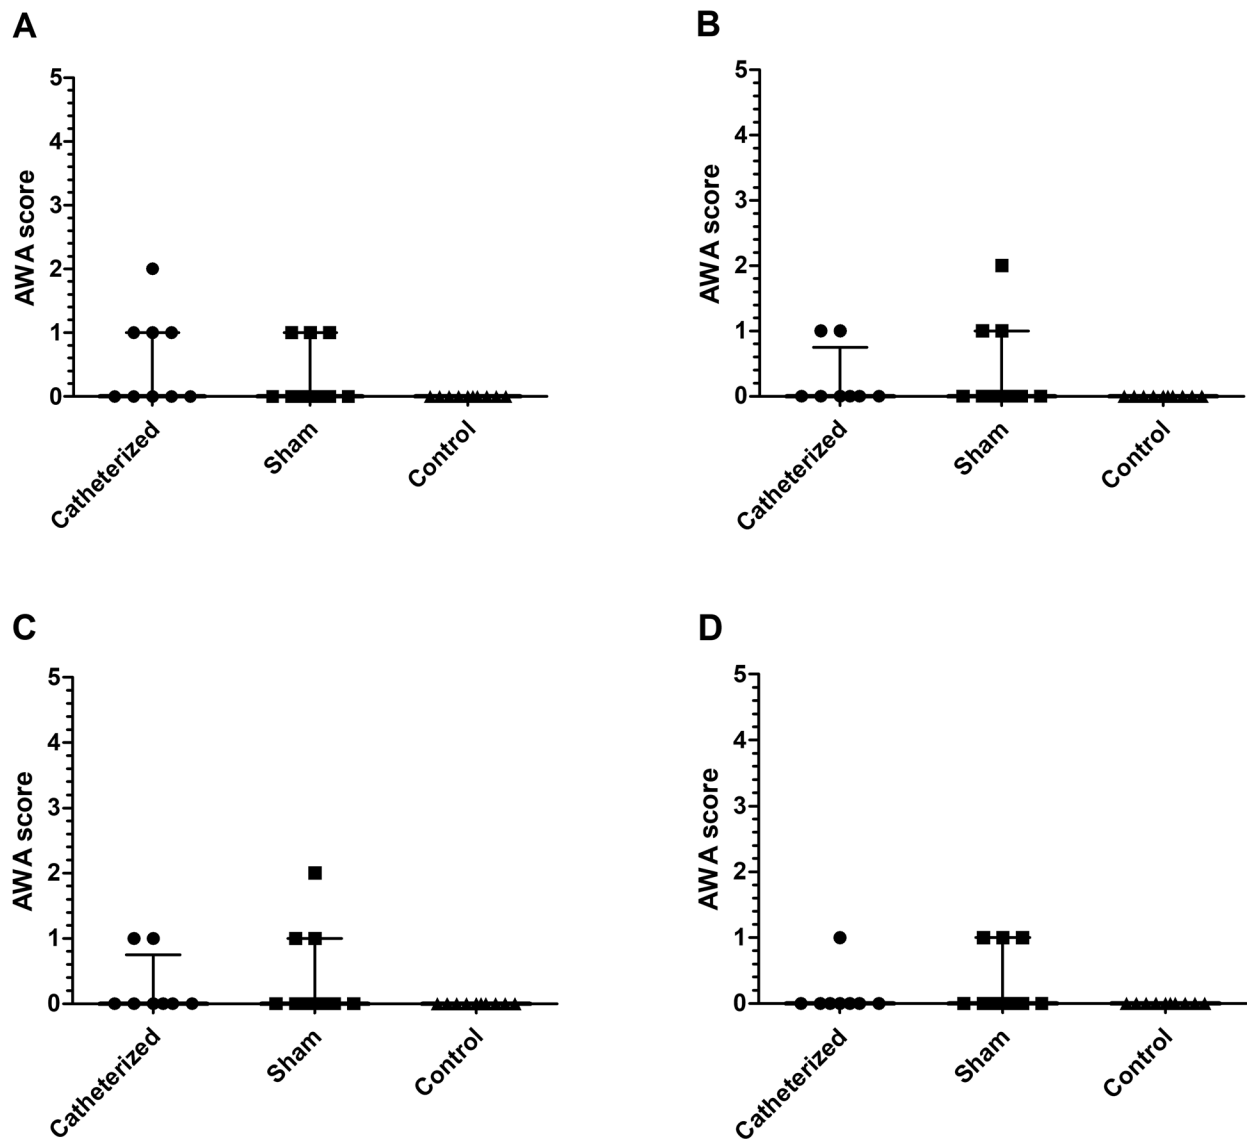 A
AWA score
5
4
3
2
1
0
Catheterized
Sham
Control
B
AWA score
5
4
3
2
1
0
Catheterized
Sham
Control
C
AWA score
5
4
3
2
1
0
Catheterized
Sham
Control
D
AWA score
5
4
3
2
1
0
Catheterized
Sham
Control